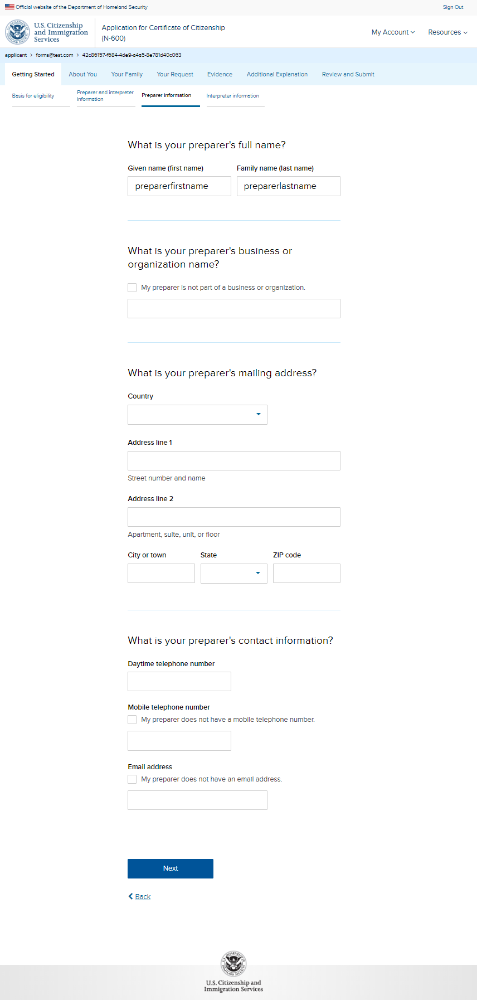 Official website of the Department of Homeland Security
Sign Out
U.S. Citizenship
and Immigration
Services
Application for Certificate of Citizenship
(N-600)
My Account
Resources
applicant > forms@test.com > 42c86157-f684-4de9-a4a5-8e781d40c063
Getting Started
About You
Your Family
Your Request
Evidence
Additional Explanation
Review and Submit
Basis for eligibility
Preparer and interpreter
information
Preparer information
Interpreter information
What is your preparer's full name?
Given name (first name)
Family name (last name)
preparerfirstname
preparerlastname
What is your preparer's business or
organization name?
My preparer is not part of a business or organization.
What is your preparer's mailing address?
Country
Address line 1
Street number and name
Address line 2
Apartment, suite, unit, or floor
City or town
State
ZIP code
What is your preparer's contact information?
Daytime telephone number
Mobile telephone number
My preparer does not have a mobile telephone number.
Email address
My preparer does not have an email address.
Next
Back
U.S. Citizenship and
Immigration Services